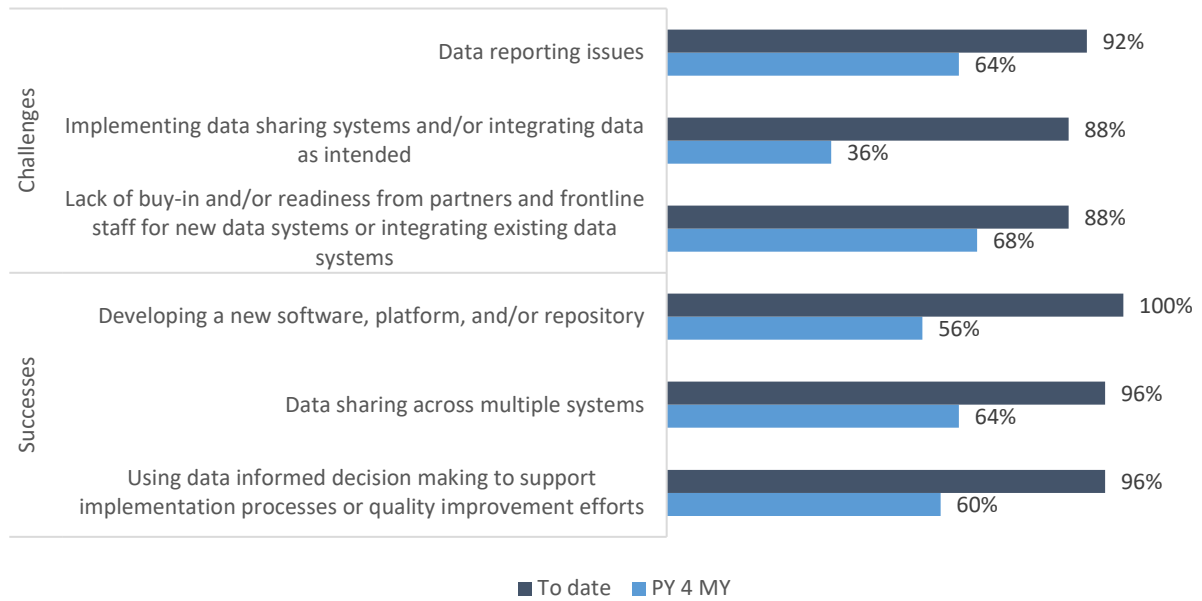 Challenges
Data reporting issues
92%
64%
Implementing data sharing systems and/or integrating data
as intended
88%
36%
Lack of buy-in and/or readiness from partners and frontline
staff for new data systems or integrating existing data
systems
88%
68%
Successes
Developing a new software, platform, and/or repository
100%
56%
Data sharing across multiple systems
96%
64%
Using data informed decision making to support
implementation processes or quality improvement efforts
96%
60%
To date
PY 4 MY